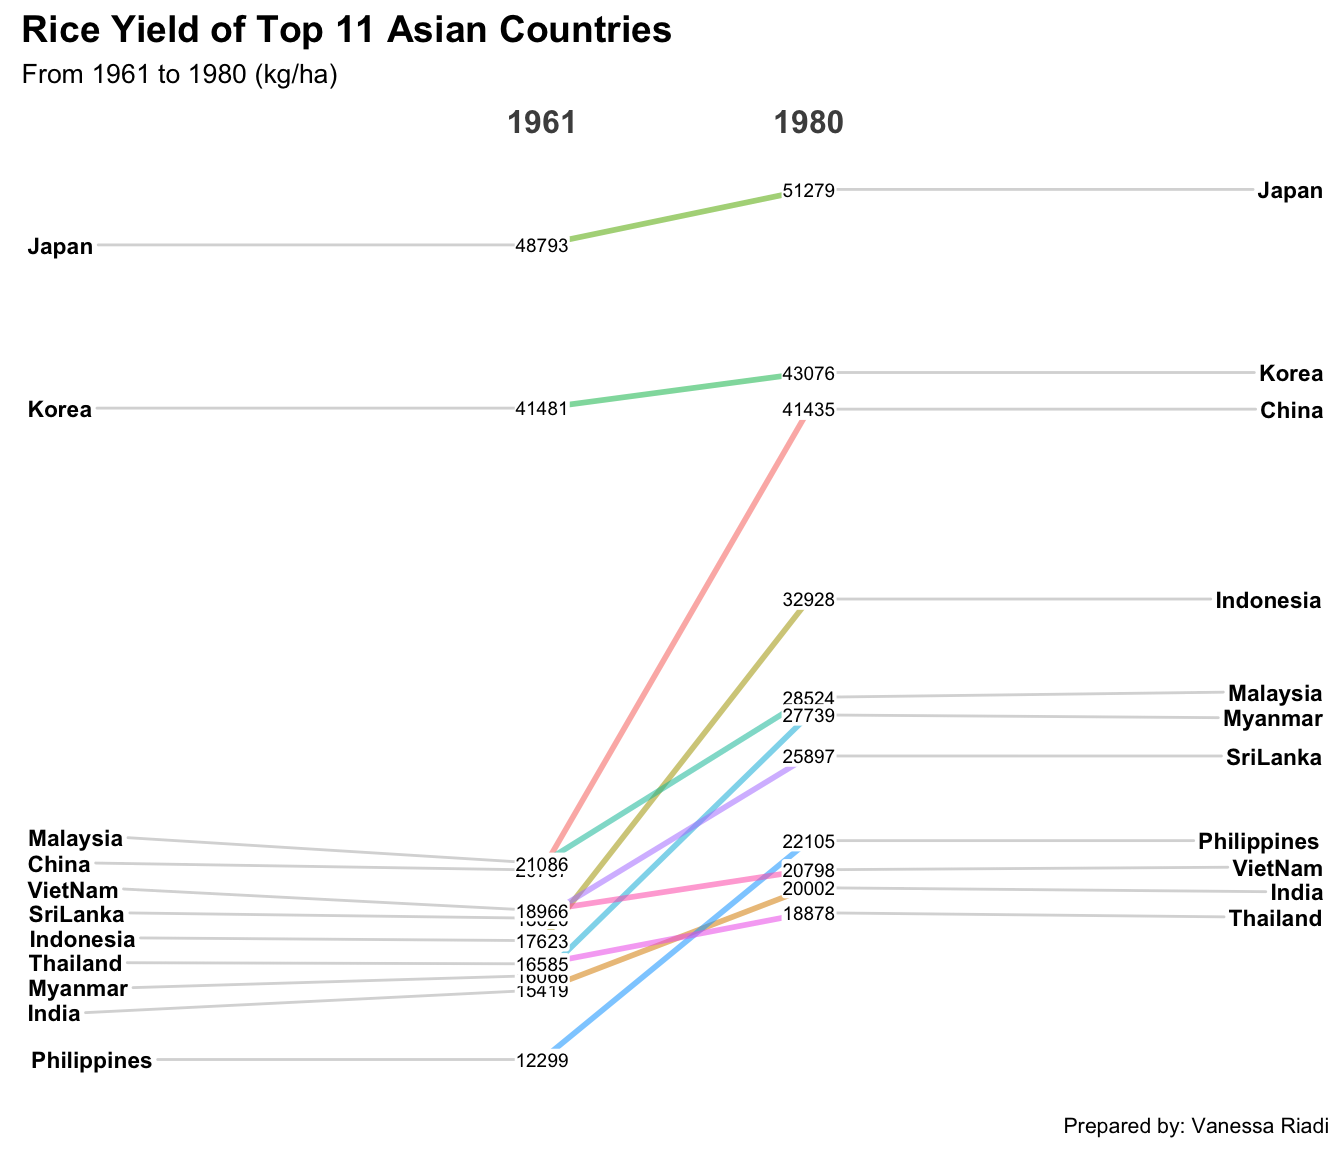 Rice Yield of Top 11 Asian Countries
From 1961 to 1980 (kg/ha)
1961 1980
51279 Japan
Japan 48793
43076 Korea
Korea 41481
41435 China
32928 Indonesia
28524 Malaysia
27739 Myanmar
25897 SriLanka
Malaysia 21086
22105 Philippines
China
VietNam 18966
20798 VietNam
20002 India
SriLanka
18878 Thailand
Indonesia 17623
Thailand 16585
Myanmar 16066
India 15419
Philippines 12299
Prepared by: Vanessa Riadi